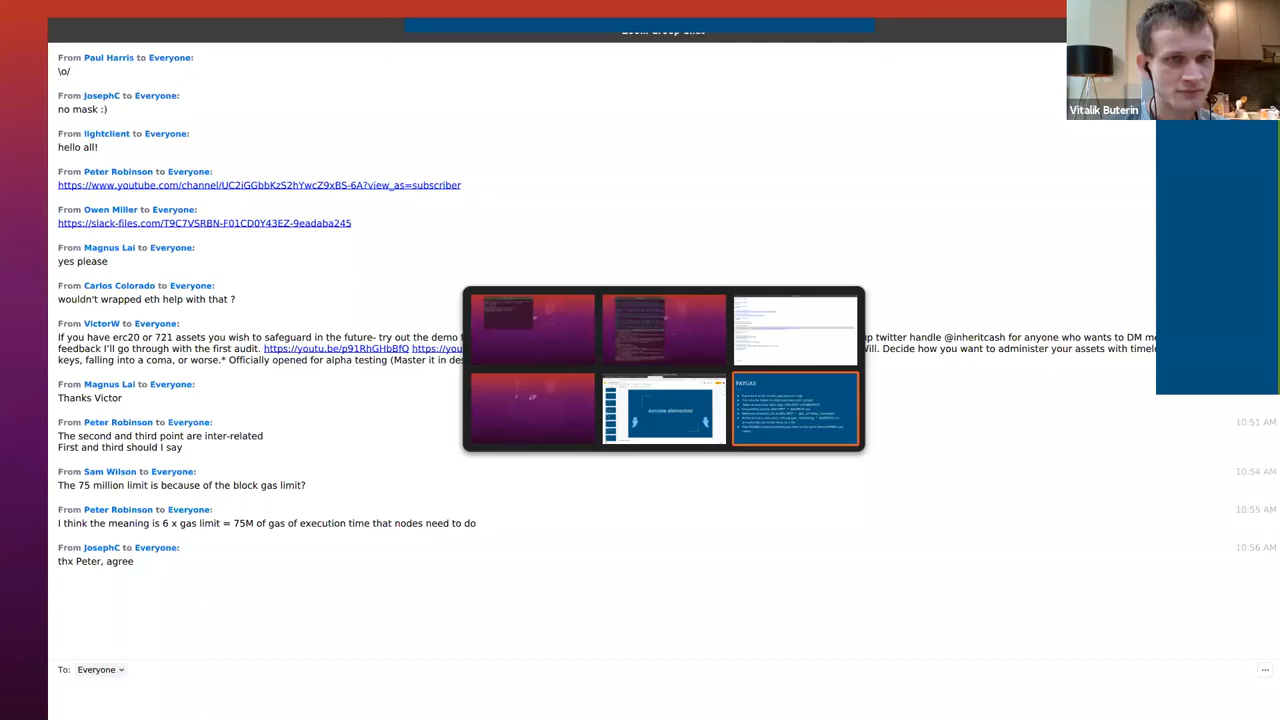 Zoom Group Chat
Vitalik Buterin
From Paul Harris to Everyone:
\o/
From JosephC to Everyone:
no mask :)
From lightclient to Everyone:
hello all!
From Peter Robinson to Everyone:
https://www.youtube.com/channel/UC2iGGbbKzS2hYwcZ9xBS-6A?view_as=subscriber
From Owen Miller to Everyone:
https://slack-files.com/T9C7VSRBN-F01CD0Y43EZ-9eadaba245
From Magnus Lai to Everyone:
yes please
From Carlos Colorado to Everyone:
wouldn't wrapped eth help with that ?
From VictorW to Everyone:
If you have erc20 or 721 assets you wish to safeguard in the future- try out the demo up twitter handle @inheritcash for anyone who wants to DM me
feedback I'll go through with the first audit. https://youtu.be/p91RhGHbBfQ https://you Will. Decide how you want to administer your assets with timelo
keys, falling into a coma, or worse.* Officially opened for alpha testing (Master it in des
From Magnus Lai to Everyone:
Thanks Victor
From Peter Robinson to Everyone:
10:51 AM
The second and third point are inter-related
First and third should I say
From Sam Wilson to Everyone:
10:54 AM
The 75 million limit is because of the block gas limit?
From Peter Robinson to Everyone:
10:55 AM
I think the meaning is 6 x gas limit = 75M of gas of execution time that nodes need to do
From JosephC to Everyone:
10:56 AM
thx Peter, agree
Account abstraction
PAYGAS
To: Everyone